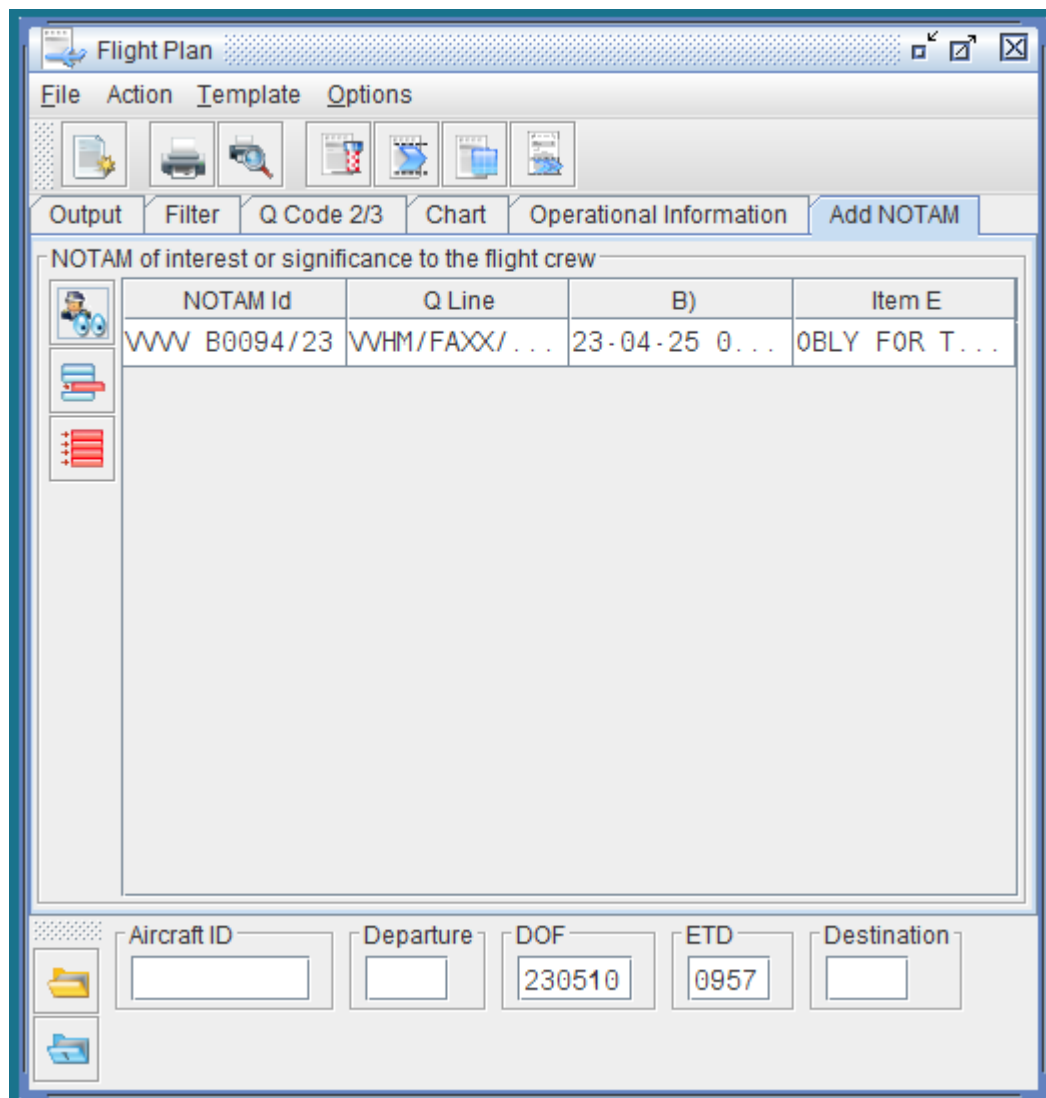 Flight Plan
File Action Template Options
Output Filter Q Code 2/3 Chart Operational Information Add NOTAM
NOTAM of interest or significance to the flight crew
NOTAM Id Q Line B) Item E
VVVV B0094/23 VVHM/FAXX/... 23-04-25 0... OBLY FOR T...
Aircraft ID Departure DOF ETD Destination
230510 0957